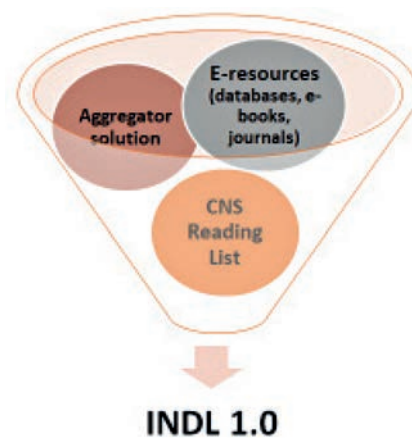 E-resources
(databases, e-
books,
journals)
Aggregator
solution
CNS
Reading
List
INDL 1.0